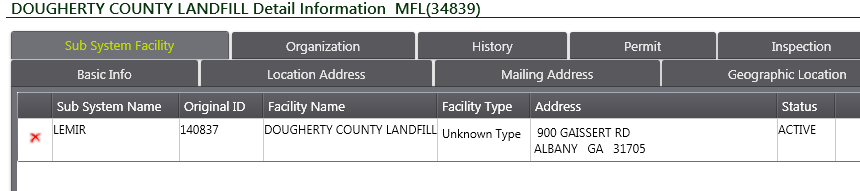 DOUGHERTY COUNTY LANDFILL Detail Information  MFL(34839)
Sub System Facility Organization History Permit Inspection
Basic Info Location Address Mailing Address Geographic Location
Sub System Name Original ID Facility Name Facility Type Address Status
LEMIR 140837 DOUGHERTY COUNTY LANDFILL Unknown Type 900 GAISSERT RD ACTIVE
ALBANY GA 31705